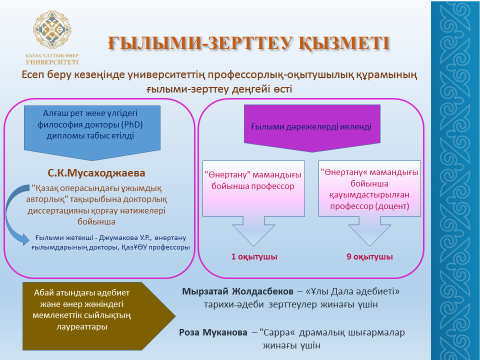 ҚАЗАҚ ҰЛТТЫҚ ӨНЕР
УНИВЕРСИТЕТІ
ҒЫЛЫМИ-ЗЕРТТЕУ ҚЫЗМЕТІ
Есеп беру кезеңінде университеттің профессорлық-оқытушылық құрамының
ғылыми-зерттеу деңгейі өсті
Алғаш рет жеке үлгідегі
философия докторы (PhD)
дипломы табыс етілді
С.К.Мусаходжаева
"Қазақ операсындағы ұжымдық
авторлық" тақырыбына докторлық
диссертацияны қорғау нәтижелері
бойынша
Ғылыми жетекші - Джумакова У.Р., өнертану
ғылымдарының докторы, ҚазҰӨУ профессоры
Ғылыми дәрежелерді иеленді
"Өнертану" мамандығы
бойынша профессор
1 оқытушы
"Өнертану« мамандығы
бойынша
қауымдастырылған
профессор (доцент)
9 оқытушы
Абай атындағы әдебиет
және өнер жөніндегі
мемлекеттік сыйлықтың
лауреаттары
Мырзатай Жолдасбеков – «Ұлы Дала әдебиеті»
тарихи-әдеби зерттеулер жинағы үшін
Роза Муканова – "Сарра« драмалық шығармалар
жинағы үшін